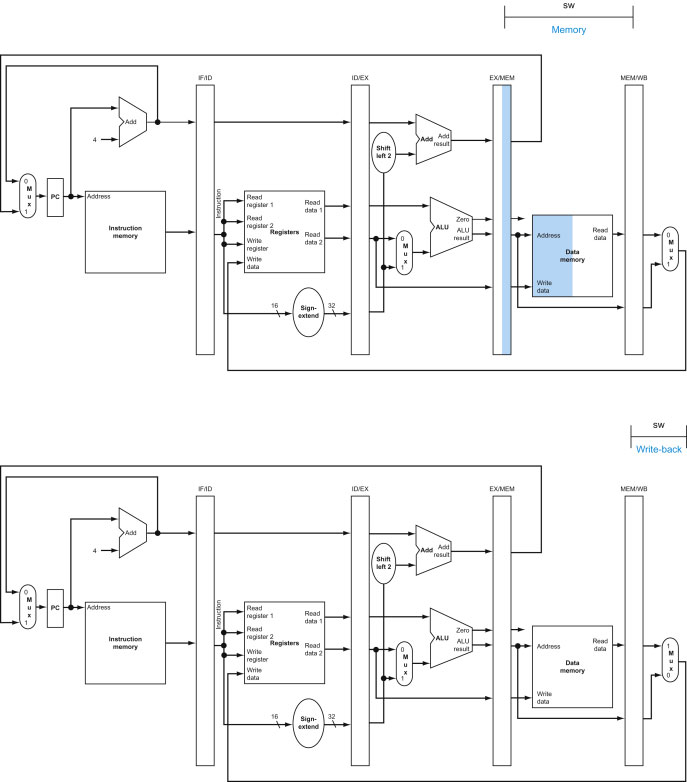 SW
Memory
IF/ID
ID/EX
EX/MEM
MEM/WB
Add
4
Shift
left 2
Add
Add
result
0
M
u
x
1
PC
Address
Instruction
memory
Instruction
Read
register 1
Read
register 2
Write
register
Write
data
Registers
Read
data 1
Read
data 2
16
Sign-
extend
32
0
M
u
x
1
ALU
Zero
ALU
result
Address
Write
data
Data
memory
Read
data
0
M
u
x
1
SW
Write-back
IF/ID
ID/EX
EX/MEM
MEM/WB
Add
4
Shift
left 2
Add
Add
result
0
M
u
x
1
PC
Address
Instruction
memory
Instruction
Read
register 1
Read
register 2
Write
register
Write
data
Registers
Read
data 1
Read
data 2
16
Sign-
extend
32
0
M
u
x
1
ALU
Zero
ALU
result
Address
Write
data
Data
memory
Read
data
1
M
u
x
0